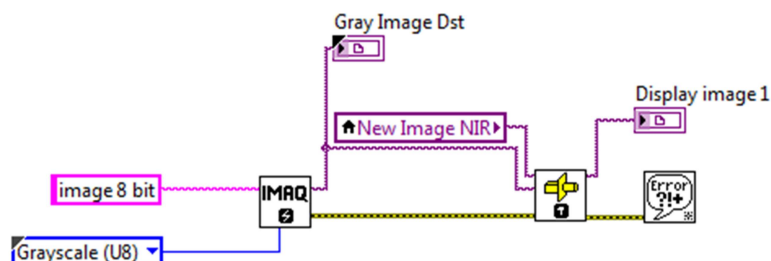 Gray Image Dst
Display image 1
New Image NIR
image 8 bit
IMAQ
Error
?!+
Grayscale (U8)